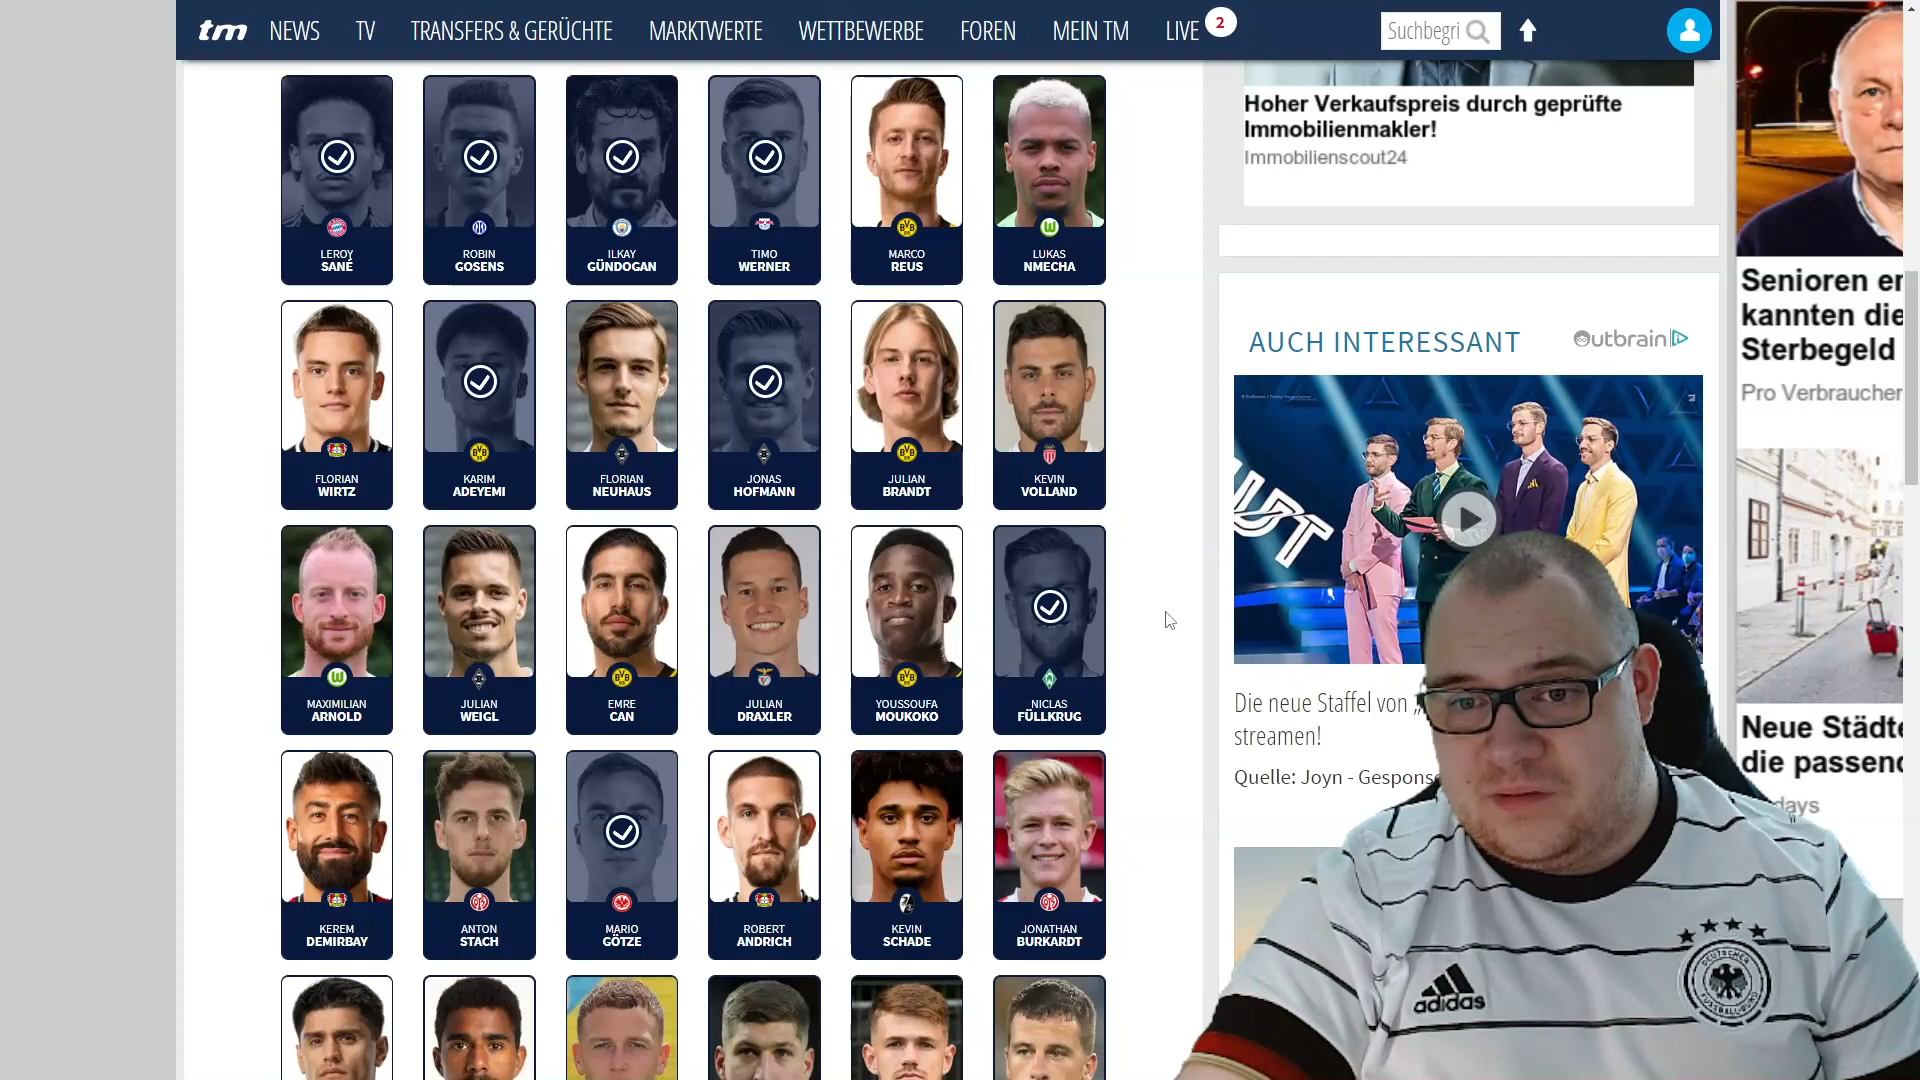 tm NEWS TV TRANSFERS & GERÜCHTE MARKTWERTE WETTBEWERBE FOREN MEIN TM LIVE 2 Suchbegri
LEROY
SANÉ
ROBIN
GOSENS
ILKAY
GÜNDOGAN
TIMO
WERNER
MARCO
REUS
LUKAS
NMECHA
FLORIAN
WIRTZ
KARIM
ADEYEMI
FLORIAN
NEUHAUS
JONAS
HOFMANN
JULIAN
BRANDT
KEVIN
VOLLAND
MAXIMILIAN
ARNOLD
JULIAN
WEIGL
EMRE
CAN
JULIAN
DRAXLER
YOUSSOUFA
MOUKOKO
NICLAS
FÜLLKRUG
KEREM
DEMIRBAY
ANTON
STACH
MARIO
GÖTZE
ROBERT
ANDRICH
KEVIN
SCHADE
JONATHAN
BURKARDT
Hoher Verkaufspreis durch geprüfte
Immobilienmakler!
Immobilienscout24
AUCH INTERESSANT
Outbrain
Die neue Staffel von „
streamen!
Quelle: Joyn - Gespons
Senioren er
kannten die
Sterbegeld
Pro Verbraucher
Neue Städte
die passend
days
adidas
DEUTSCHER
FUSSBALL-BUND